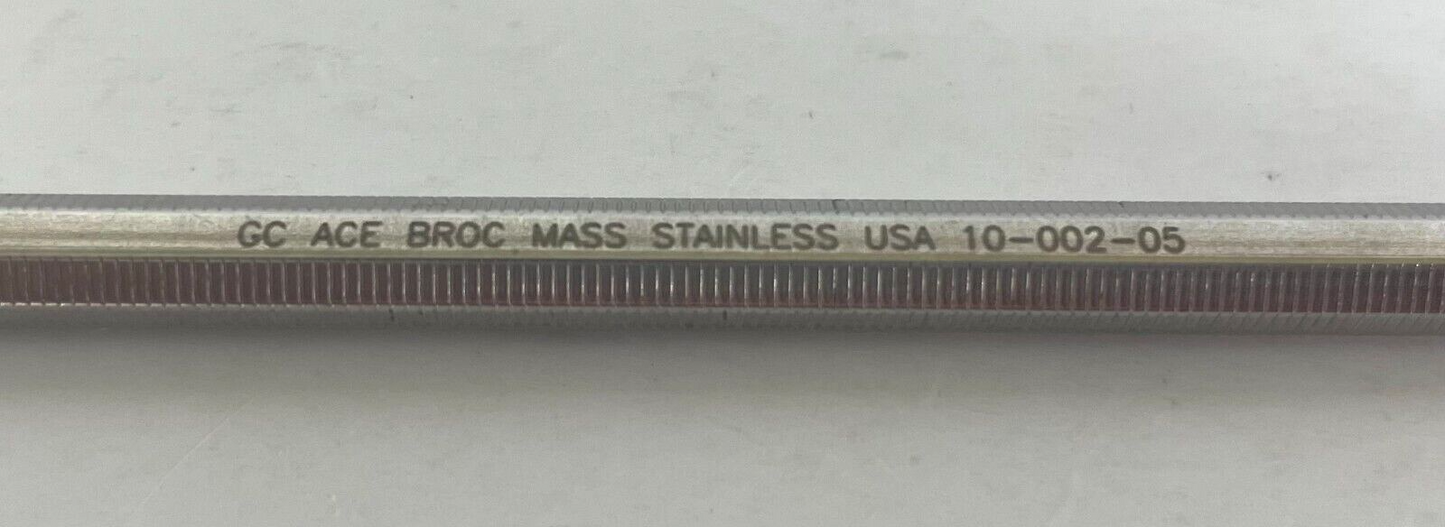 GC ACE BROC MASS STAINLESS USA 10-002-05